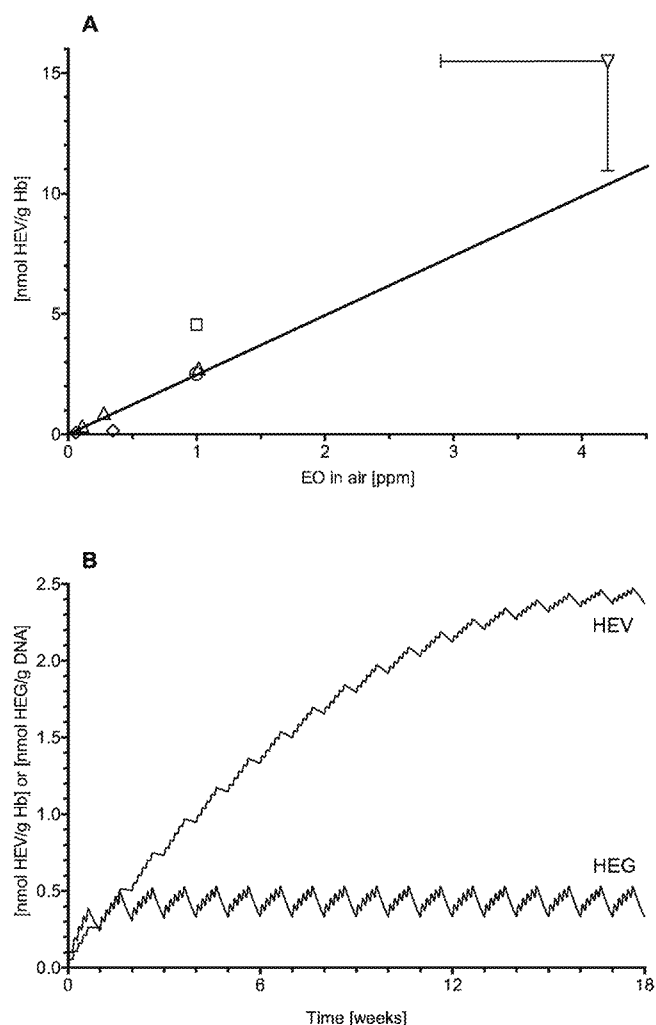 A
[nmol HEV/g Hb]
15
10
5
0
0 1 2 3 4
EO in air [ppm]
B
[nmol HEV/g Hb] or [nmol HEG/g DNA]
2.5
2.0
1.5
1.0
0.5
0.0
HEV
HEG
0 6 12 18
Time [weeks]